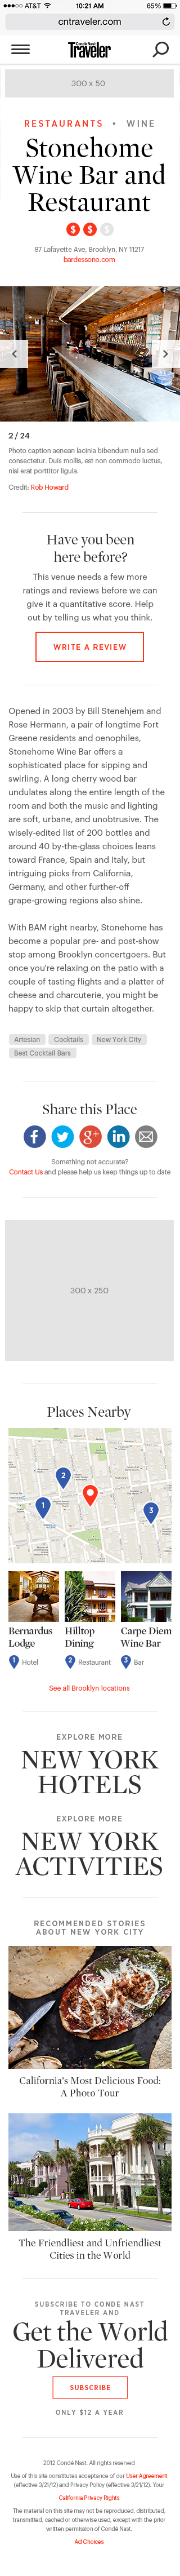 AT&T 10:21 AM 65%
cntraveler.com
Condé Nast
Traveler
300 x 50
RESTAURANTS • WINE
Stonehome
Wine Bar and
Restaurant
$ $ $
87 Lafayette Ave, Brooklyn, NY 11217
bardessono.com
2 / 24
Photo caption aenean lacinia bibendum nulla sed
consectetur. Duis mollis, est non commodo luctus,
nisi erat porttitor ligula.
Credit: Rob Howard
Have you been
here before?
This venue needs a few more
ratings and reviews before we can
give it a quantitative score. Help
out by telling us what you think.
WRITE A REVIEW
Opened in 2003 by Bill Stenehjem and
Rose Hermann, a pair of longtime Fort
Greene residents and oenophiles,
Stonehome Wine Bar offers a
sophisticated place for sipping and
swirling. A long cherry wood bar
undulates along the entire length of the
room and both the music and lighting
are soft, urbane, and unobtrusive. The
wisely-edited list of 200 bottles and
around 40 by-the-glass choices leans
toward France, Spain and Italy, but
intriguing picks from California,
Germany, and other further-off
grape-growing regions also shine.
With BAM right nearby, Stonehome has
become a popular pre- and post-show
stop among Brooklyn concertgoers. But
once you're relaxing on the patio with a
couple of tasting flights and a platter of
cheese and charcuterie, you might be
happy to skip that curtain altogether.
Artesian Cocktails New York City
Best Cocktail Bars
Share this Place
Something not accurate?
Contact Us and please help us keep things up to date
300 x 250
Places Nearby
1 2 3
Bernardus Hilltop Carpe Diem
Lodge Dining Wine Bar
1 Hotel 2 Restaurant 3 Bar
See all Brooklyn locations
EXPLORE MORE
NEW YORK
HOTELS
EXPLORE MORE
NEW YORK
ACTIVITIES
RECOMMENDED STORIES
ABOUT NEW YORK CITY
California's Most Delicious Food:
A Photo Tour
The Friendliest and Unfriendliest
Cities in the World
SUBSCRIBE TO CONDE NAST
TRAVELER AND
Get the World
Delivered
SUBSCRIBE
ONLY $12 A YEAR
2012 Condé Nast. All rights reserved
Use of this site constitutes acceptance of our User Agreement
(effective 3/21/12) and Privacy Policy (effective 3/21/12). Your
California Privacy Rights
The material on this site may not be reproduced, distributed,
transmitted, cached or otherwise used, except with the prior
written permission of Condé Nast.
Ad Choices